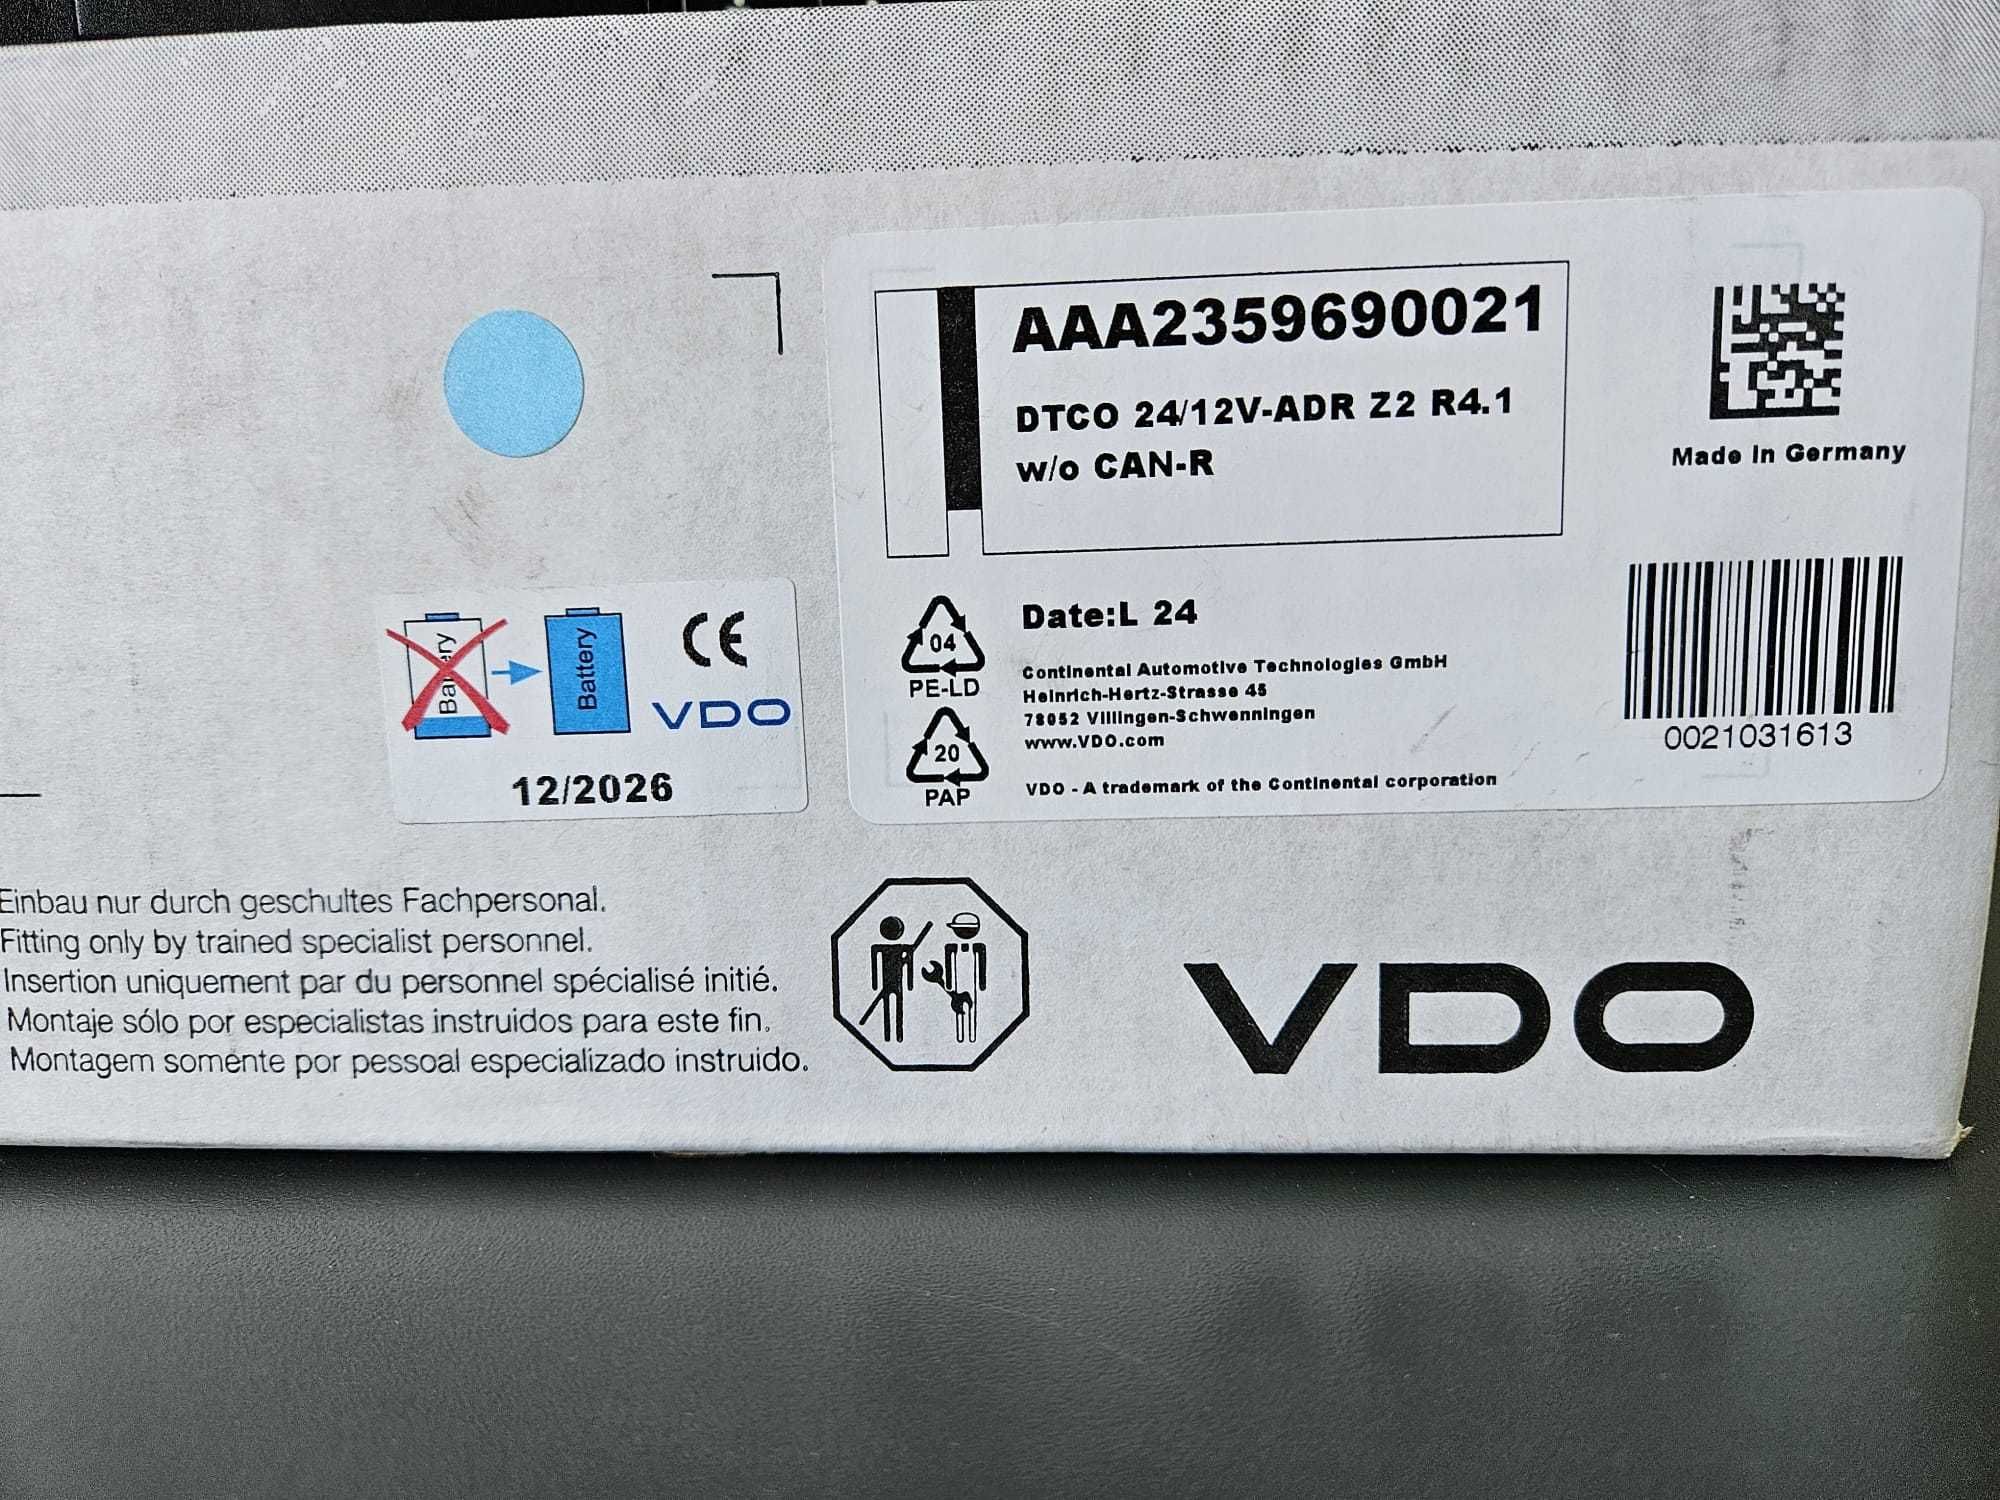 AAA2359690021
DTCO 24/12V-ADR Z2 R4.1
w/o CAN-R
Made in Germany
Date:L 24
04
PE-LD
20
PAP
Continental Automotive Technologies GmbH
Heinrich-Hertz-Strasse 45
78052 Villingen-Schwenningen
www.VDO.com
VDO - A trademark of the Continental corporation
0021031613
Battery
Battery
CE
VDO
12/2026
Einbau nur durch geschultes Fachpersonal.
Fitting only by trained specialist personnel.
Insertion uniquement par du personnel spécialisé initié.
Montaje sólo por especialistas instruidos para este fin.
Montagem somente por pessoal especializado instruido.
VDO